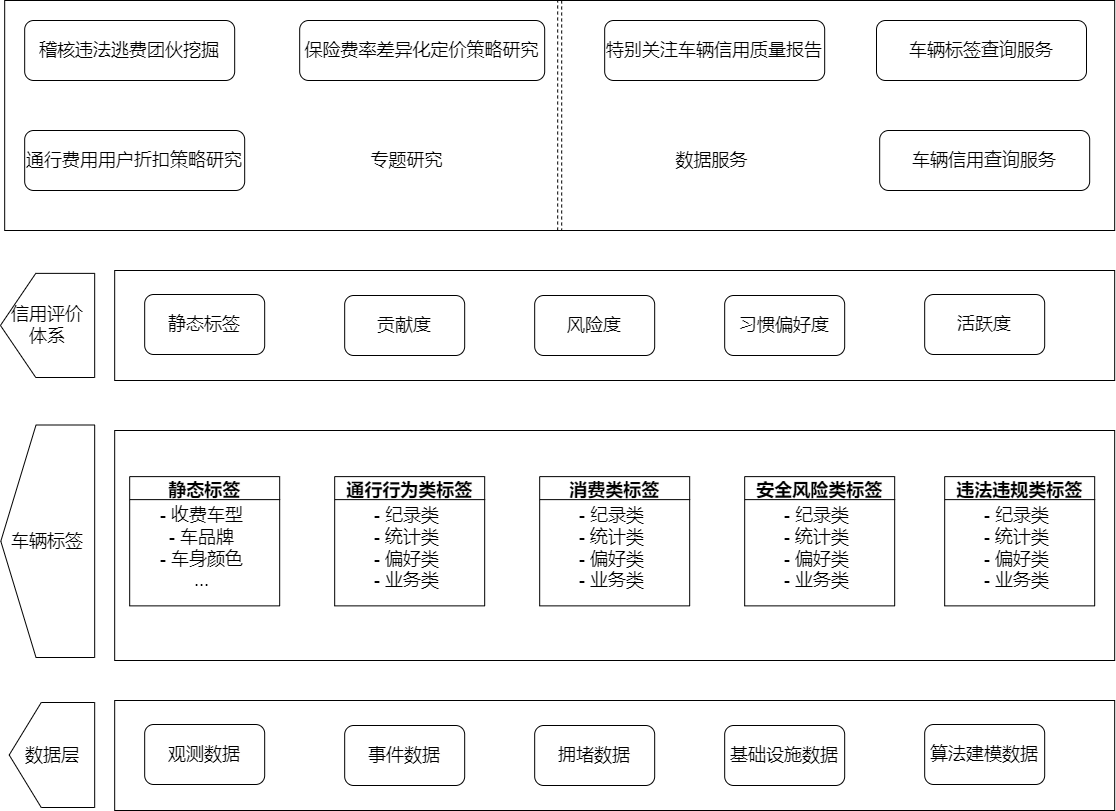 稽核违法逃费团伙挖掘
保险费率差异化定价策略研究
特别关注车辆信用质量报告
车辆标签查询服务
通行费用用户折扣策略研究
专题研究
数据服务
车辆信用查询服务
信用评价
体系
静态标签
贡献度
风险度
习惯偏好度
活跃度
车辆标签
静态标签
- 收费车型
- 车品牌
- 车身颜色
...
通行行为类标签
- 纪录类
- 统计类
- 偏好类
- 业务类
消费类标签
- 纪录类
- 统计类
- 偏好类
- 业务类
安全风险类标签
- 纪录类
- 统计类
- 偏好类
- 业务类
违法违规类标签
- 纪录类
- 统计类
- 偏好类
- 业务类
数据层
观测数据
事件数据
拥堵数据
基础设施数据
算法建模数据